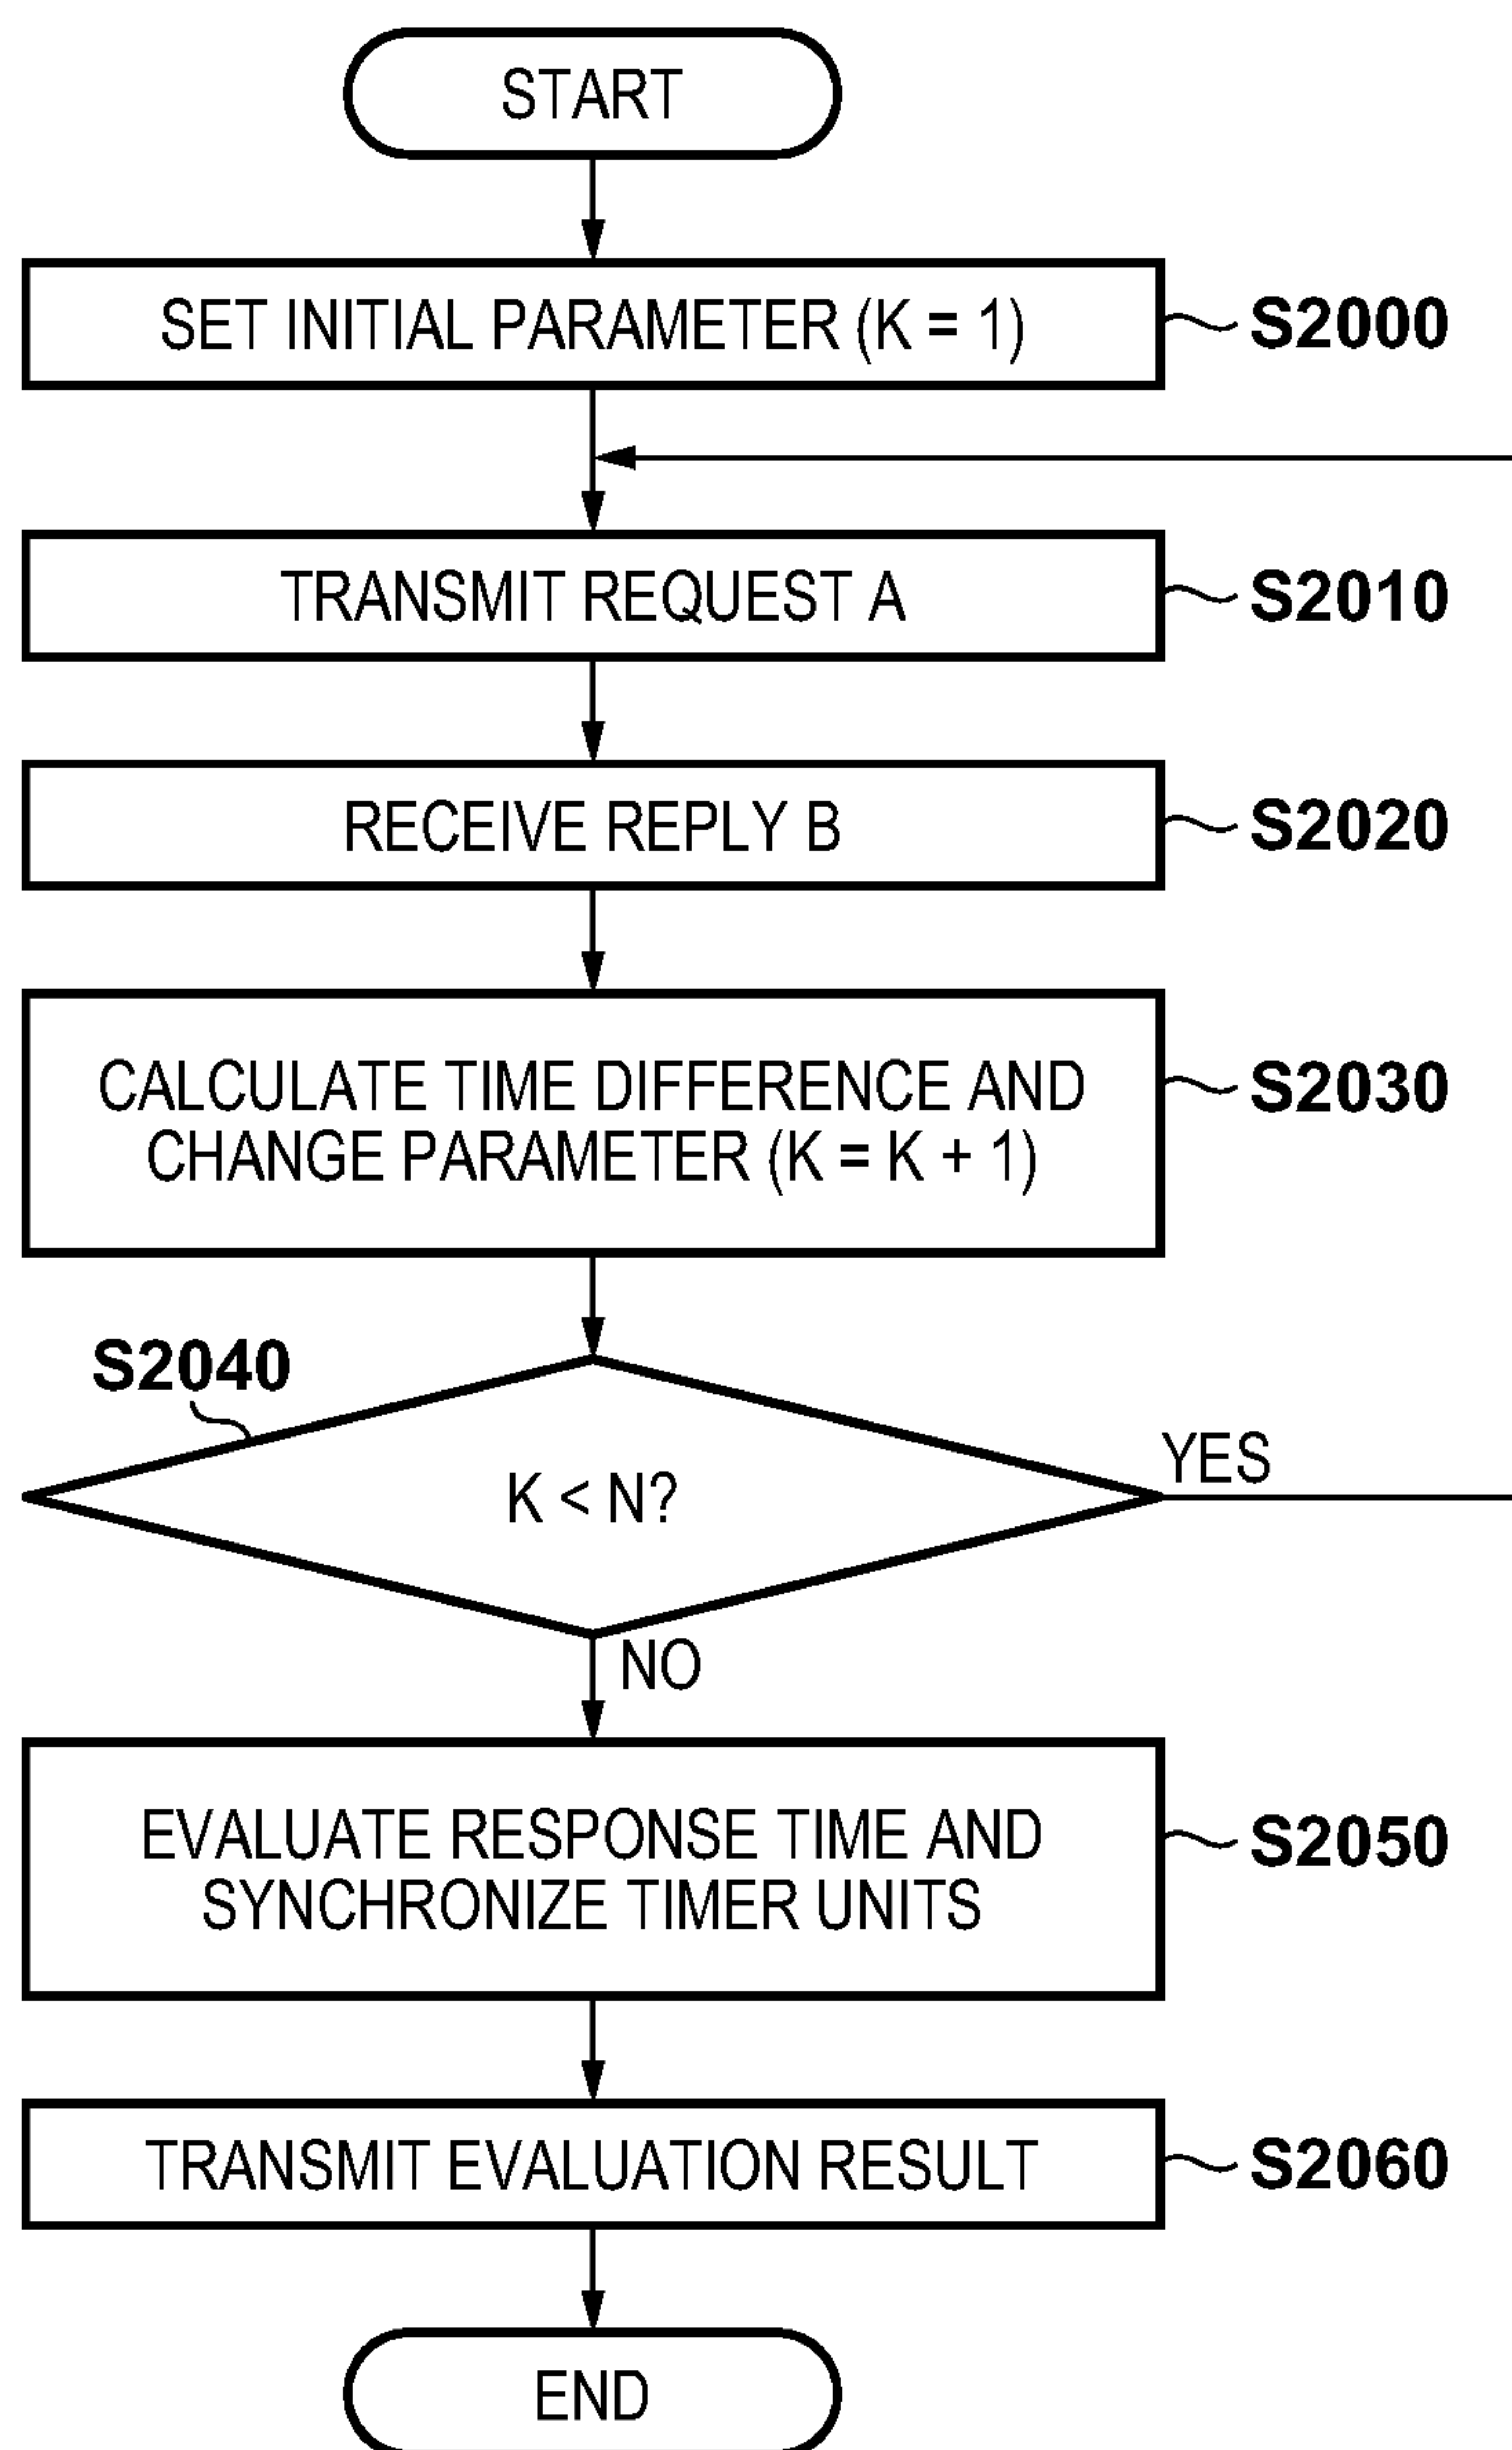 START
SET INITIAL PARAMETER (K = 1)
S2000
TRANSMIT REQUEST A
S2010
RECEIVE REPLY B
S2020
CALCULATE TIME DIFFERENCE AND
CHANGE PARAMETER (K = K + 1)
S2030
S2040
K < N?
YES
NO
EVALUATE RESPONSE TIME AND
SYNCHRONIZE TIMER UNITS
S2050
TRANSMIT EVALUATION RESULT
S2060
END